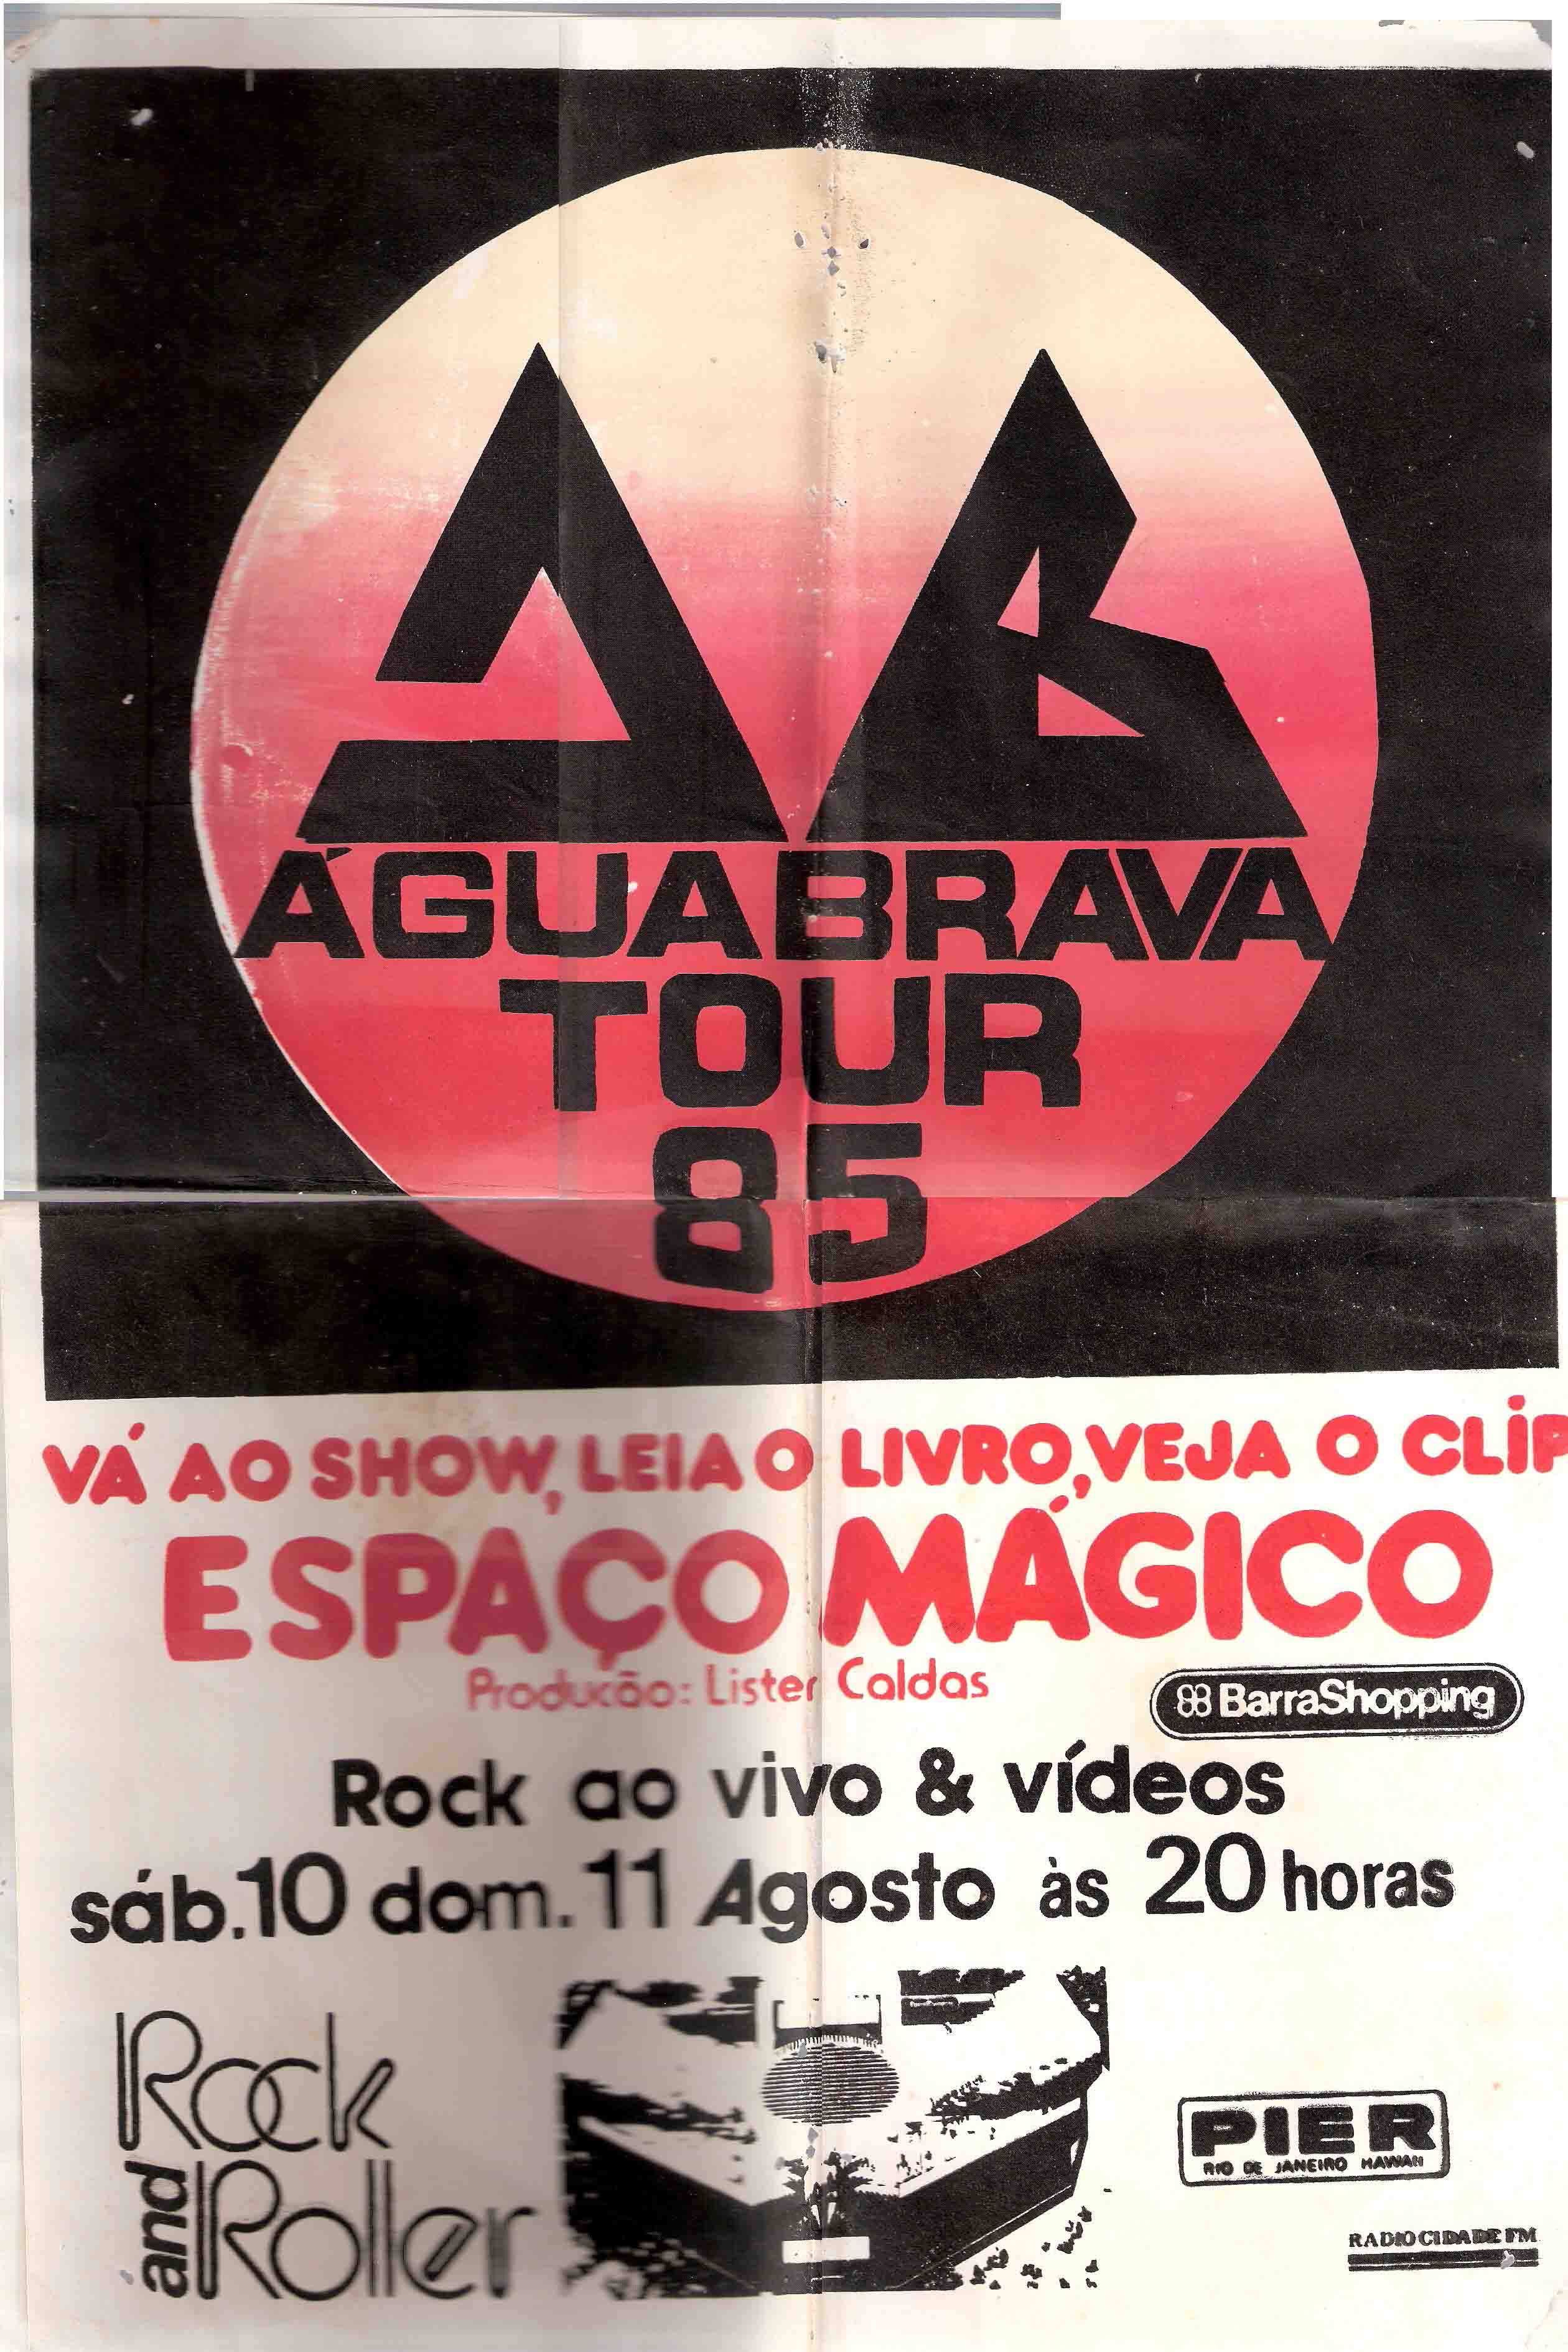 AB
ÁGUA BRAVA
TOUR
85
VÁ AO SHOW, LEIA O LIVRO, VEJA O CLÍP
ESPAÇO MÁGICO
Produção: Lister Caldas
BarraShopping
Rock ao vivo & vídeos
sáb. 10 dom. 11 Agosto às 20 horas
Rock
and Roller
PIER
RIO DE JANEIRO HAWAII
RADIO CIDADE FM